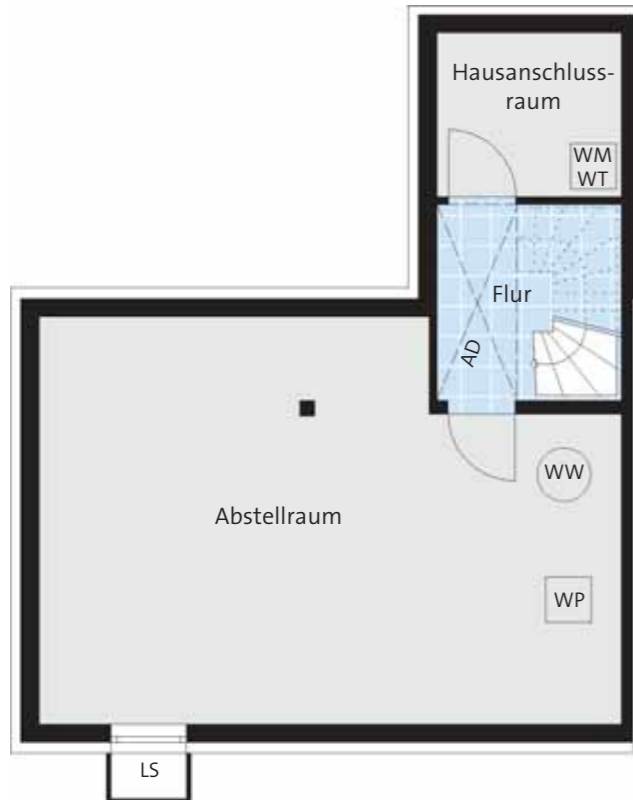 Hausanschluss-
raum
WM
WT
Flur
AD
WW
Abstellraum
WP
LS